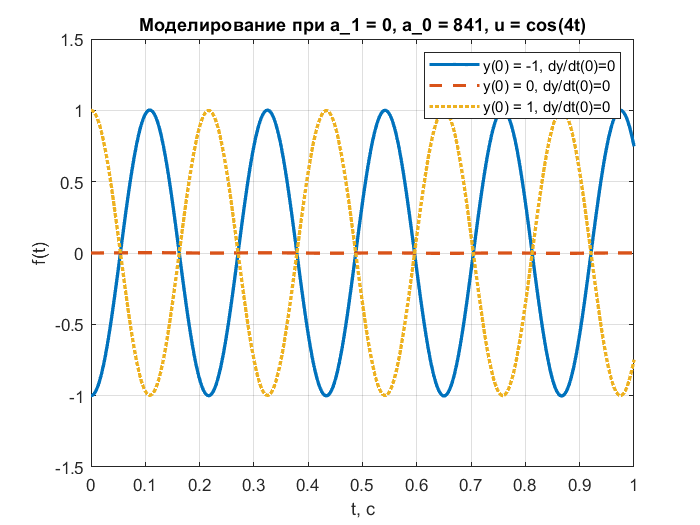 Моделирование при a_1 = 0, a_0 = 841, u = cos(4t)
y(0) = -1, dy/dt(0)=0
y(0) = 0, dy/dt(0)=0
y(0) = 1, dy/dt(0)=0
f(t)
1.5
1
0.5
0
-0.5
-1
-1.5
0 0.1 0.2 0.3 0.4 0.5 0.6 0.7 0.8 0.9 1
t, c